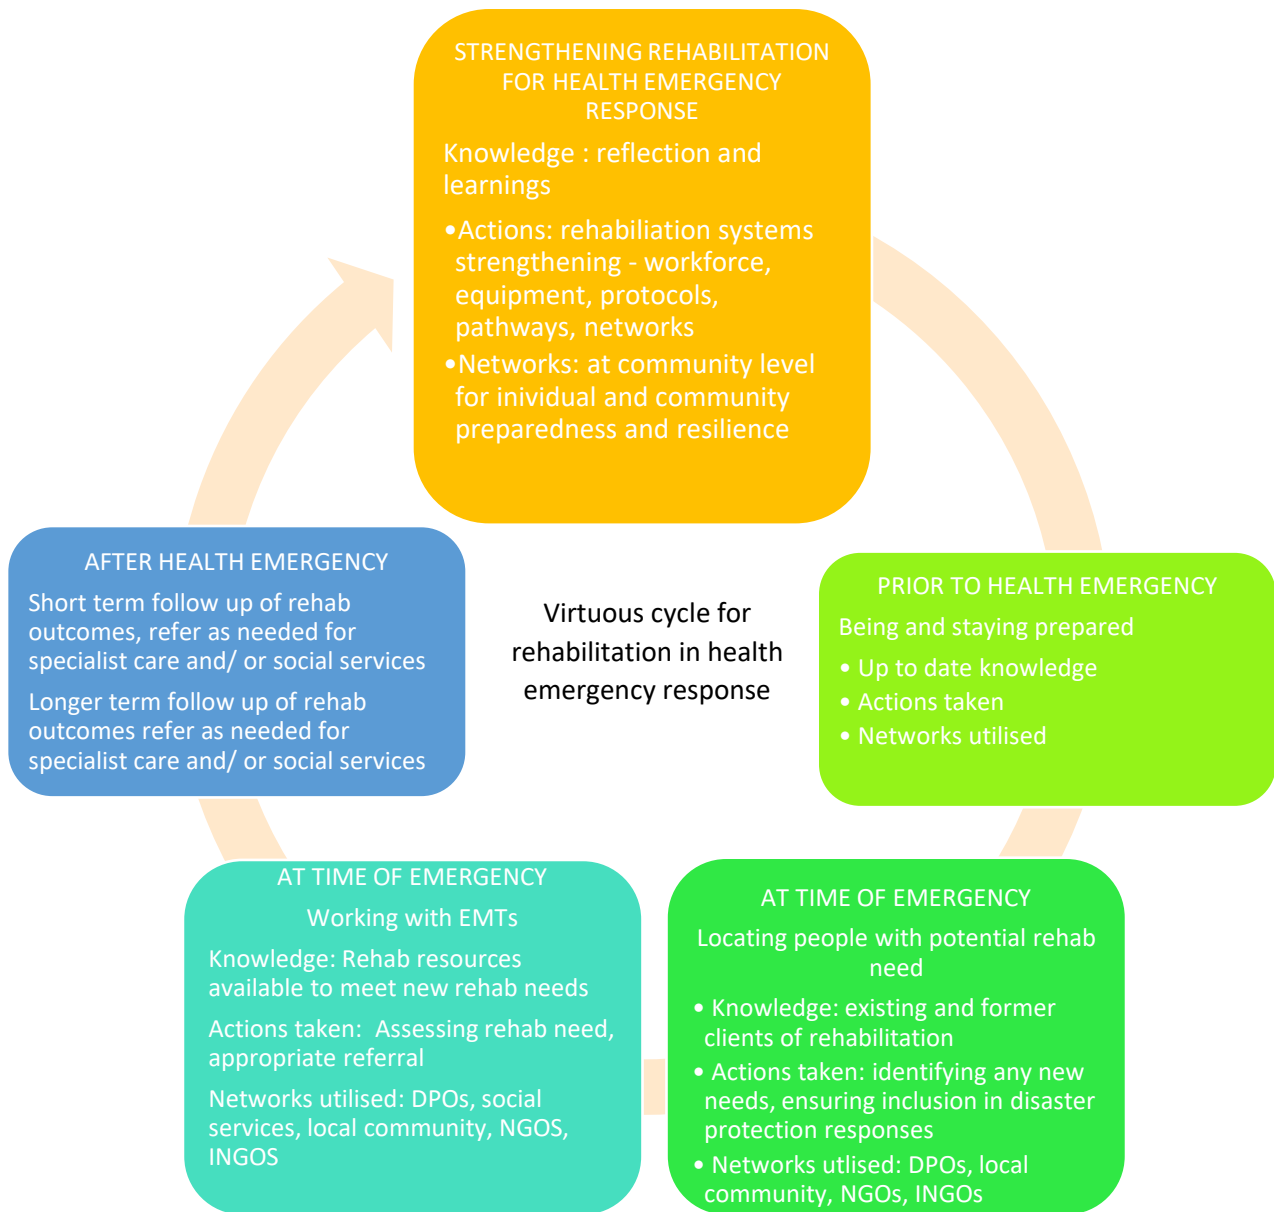 STRENGTHENING REHABILITATION
FOR HEALTH EMERGENCY
RESPONSE
Knowledge : reflection and
learnings
•Actions: rehabiliation systems
strengthening - workforce,
equipment, protocols,
pathways, networks
•Networks: at community level
for inividual and community
preparedness and resilience
PRIOR TO HEALTH EMERGENCY
Being and staying prepared
• Up to date knowledge
• Actions taken
• Networks utilised
AT TIME OF EMERGENCY
Locating people with potential rehab
need
• Knowledge: existing and former
clients of rehabilitation
• Actions taken: identifying any new
needs, ensuring inclusion in disaster
protection responses
• Networks utlised: DPOs, local
community, NGOs, INGOs
AT TIME OF EMERGENCY
Working with EMTs
Knowledge: Rehab resources
available to meet new rehab needs
Actions taken:  Assessing rehab need,
appropriate referral
Networks utilised: DPOs, social
services, local community, NGOS,
INGOS
AFTER HEALTH EMERGENCY
Short term follow up of rehab
outcomes, refer as needed for
specialist care and/ or social services
Longer term follow up of rehab
outcomes refer as needed for
specialist care and/ or social services
Virtuous cycle for
rehabilitation in health
emergency response